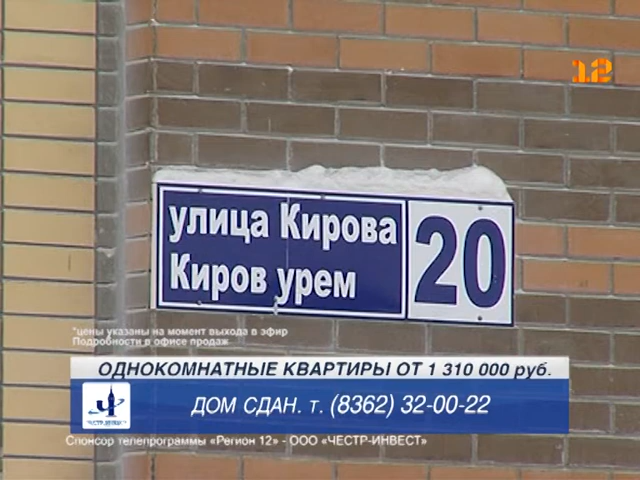 12
улица Кирова
Киров урем
20
*цены указаны на момент выхода в эфир
Подробности в офисе продаж
ОДНОКОМНАТНЫЕ КВАРТИРЫ ОТ 1 310 000 руб.
ДОМ СДАН. т. (8362) 32-00-22
Спонсор телепрограммы «Регион 12» - ООО «ЧЕСТР-ИНВЕСТ»